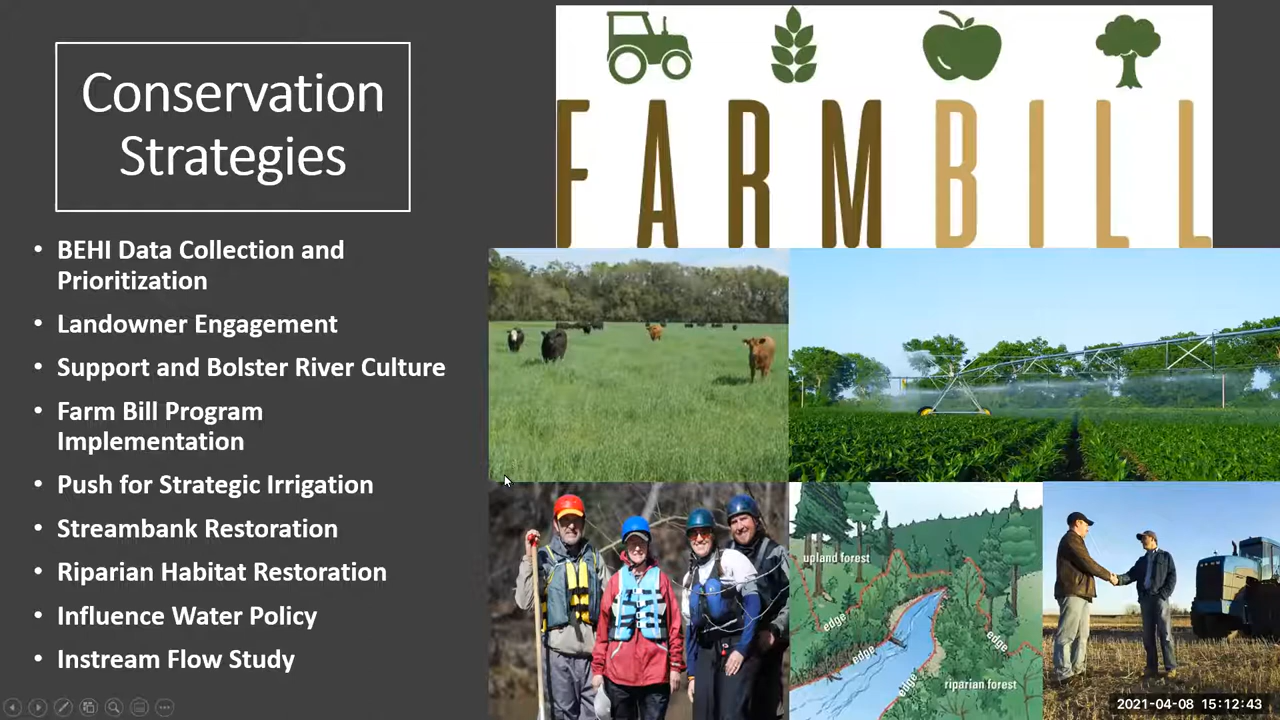 Conservation
Strategies
• BEHI Data Collection and
Prioritization
• Landowner Engagement
• Support and Bolster River Culture
• Farm Bill Program
Implementation
• Push for Strategic Irrigation
• Streambank Restoration
• Riparian Habitat Restoration
• Influence Water Policy
• Instream Flow Study
FARM BILL
upland forest
edge
edge
edge
edge
riparian forest
2021-04-08 15:12:43